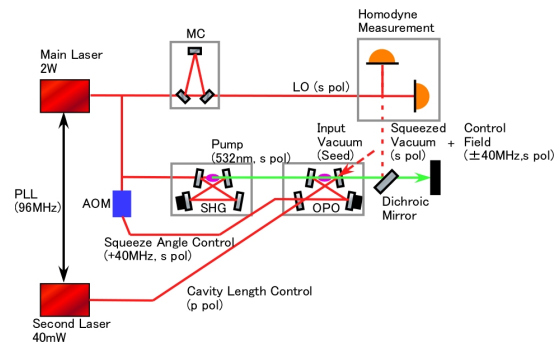 Homodyne
Measurement
MC
Main Laser
2W
LO (s pol)
Pump
(532nm, s pol)
Input
Vacuum
(Seed)
Squeezed
Vacuum
(s pol)
+
Control
Field
(±40MHz,s pol)
PLL
(96MHz)
AOM
SHG
OPO
Dichroic
Mirror
Squeeze Angle Control
(+40MHz, s pol)
Cavity Length Control
(p pol)
Second Laser
40mW